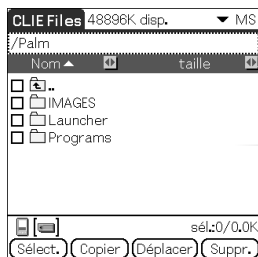 CLIE Files 48896K disp. MS
/Palm
Nom taille
..
IMAGES
Launcher
Programs
sél.:0/0.0K
Sélect. Copier Déplacer Suppr.